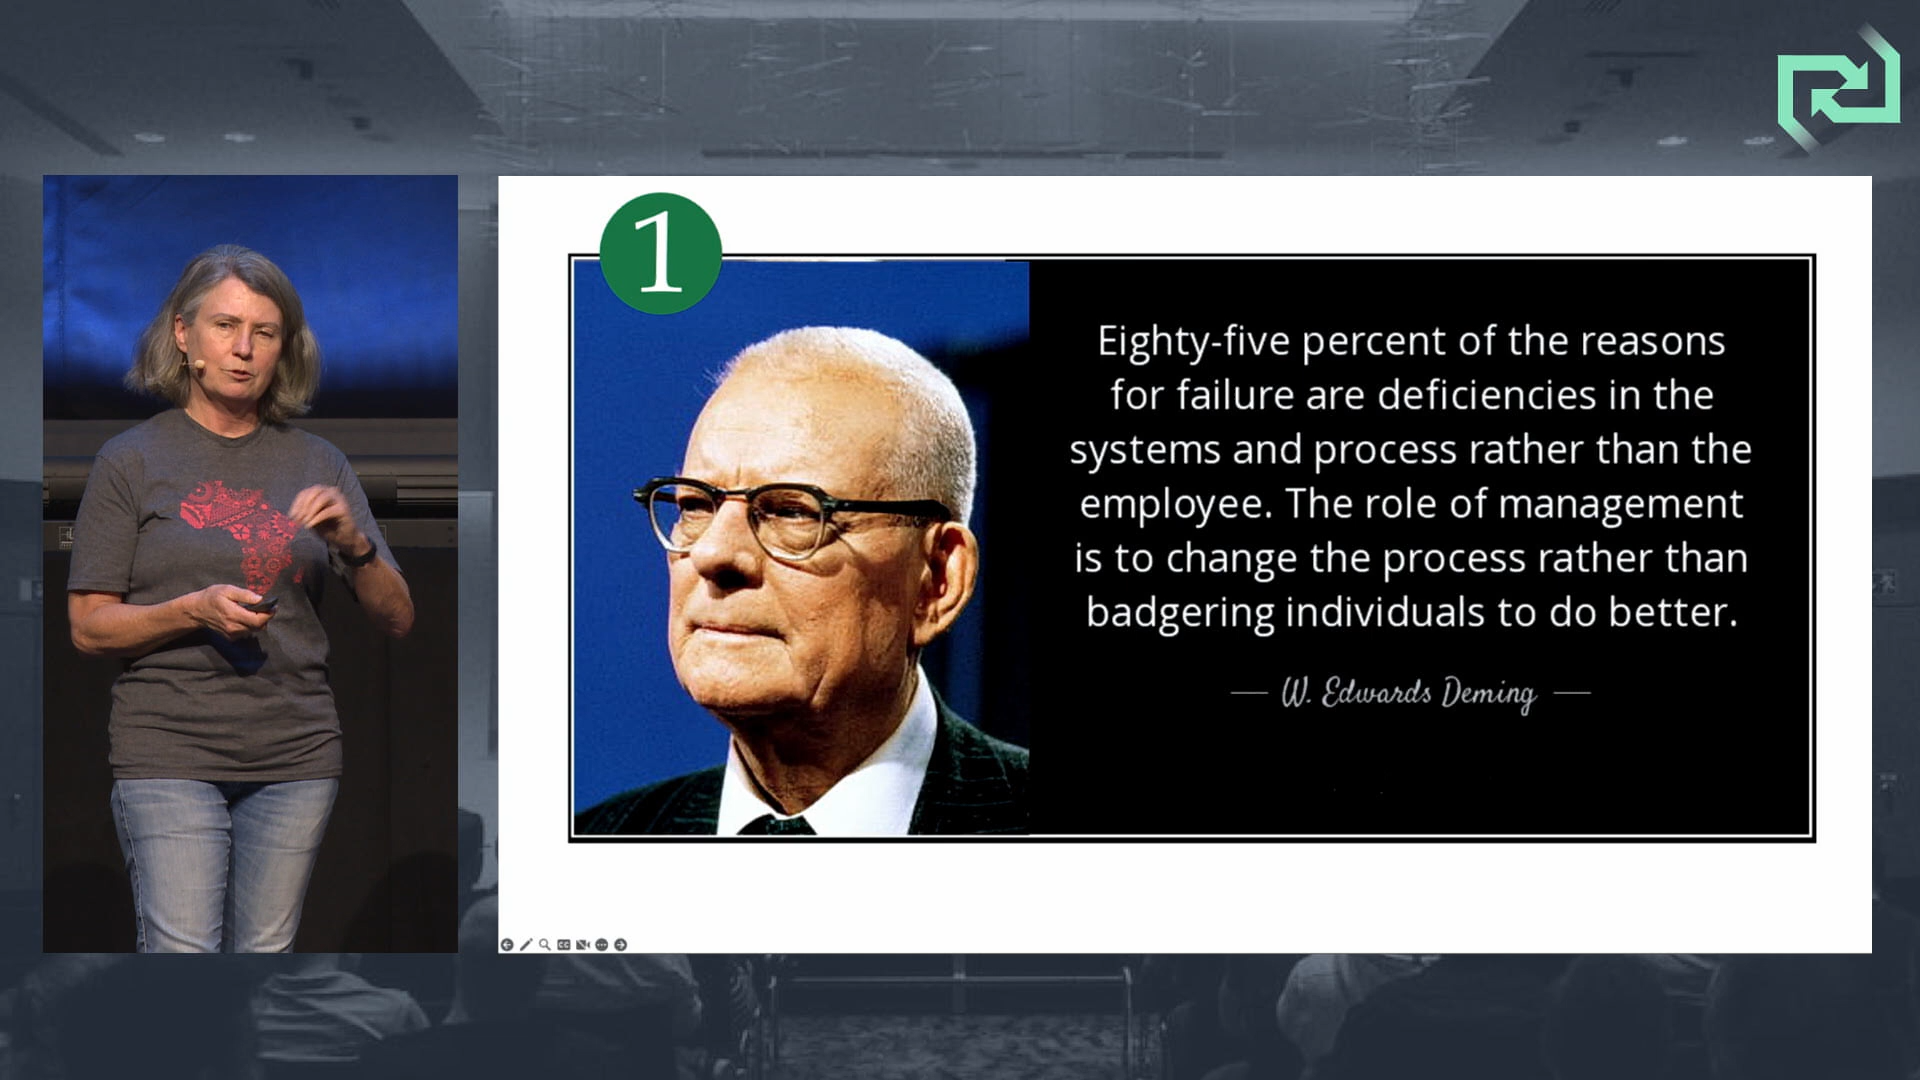 1
Eighty-five percent of the reasons
for failure are deficiencies in the
systems and process rather than the
employee. The role of management
is to change the process rather than
badgering individuals to do better.
— W. Edwards Deming —